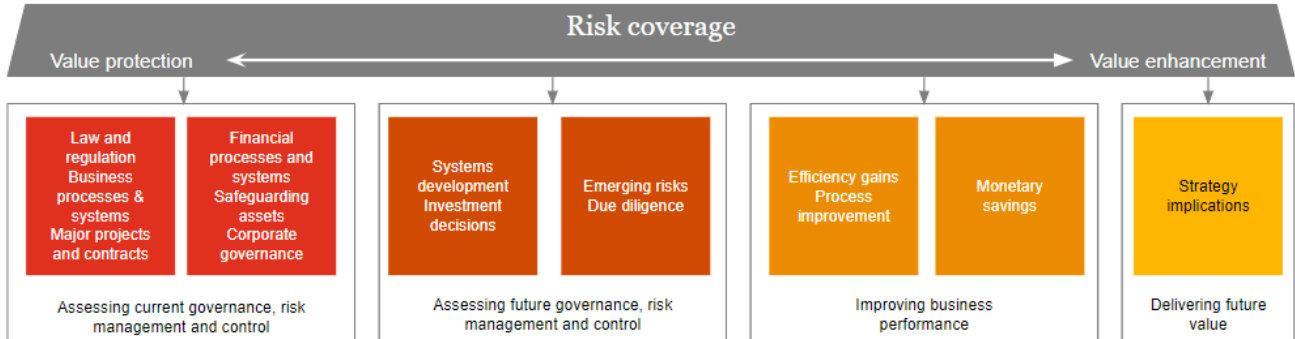 Risk coverage
Value protection
Value enhancement
Law and
regulation
Business
processes &
systems
Major projects
and contracts
Financial
processes and
systems
Safeguarding
assets
Corporate
governance
Assessing current governance, risk
management and control
Systems
development
Investment
decisions
Emerging risks
Due diligence
Assessing future governance, risk
management and control
Efficiency gains
Process
improvement
Monetary
savings
Improving business
performance
Strategy
implications
Delivering future
value